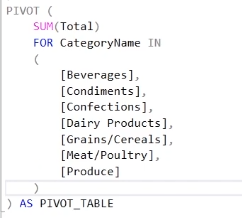 PIVOT (
    SUM(Total)
    FOR CategoryName IN
    (
        [Beverages],
        [Condiments],
        [Confections],
        [Dairy Products],
        [Grains/Cereals],
        [Meat/Poultry],
        [Produce]
    )
) AS PIVOT_TABLE